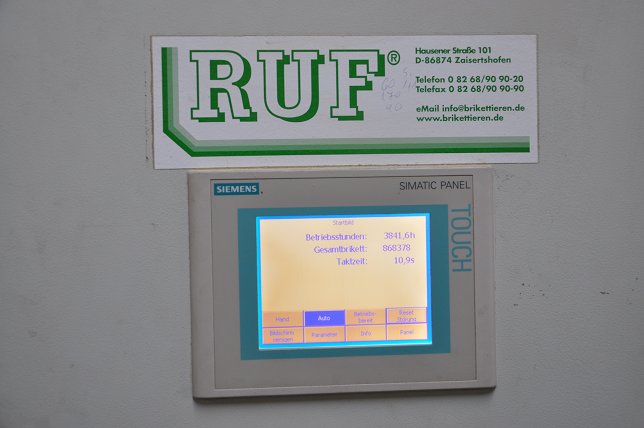 RUF®
Hausener Straße 101
D-86874 Zaisertshofen
Telefon 0 82 68/90 90-20
Telefax 0 82 68/90 90-90
eMail info@brikettieren.de
www.brikettieren.de
SIEMENS
SIMATIC PANEL
TOUCH
Startbild
Betriebsstunden: 3841,6h
Gesamtbrikett: 868378
Taktzeit: 10,9s
Hand
Auto
Betriebs-
bereit
Reset
Störung
Bildschirm
reinigen
Parameter
Info
Panel